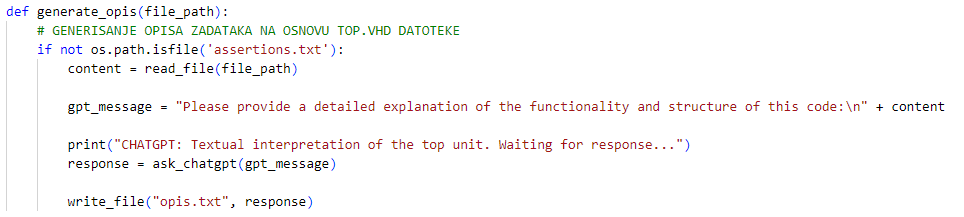 def generate_opis(file_path):
    # GENERISANJE OPISA ZADATAKA NA OSNOVU TOP.VHD DATOTEKE
    if not os.path.isfile('assertions.txt'):
        content = read_file(file_path)
        gpt_message = "Please provide a detailed explanation of the functionality and structure of this code:\n" + content
        print("CHATGPT: Textual interpretation of the top unit. Waiting for response...")
        response = ask_chatgpt(gpt_message)
        write_file("opis.txt", response)